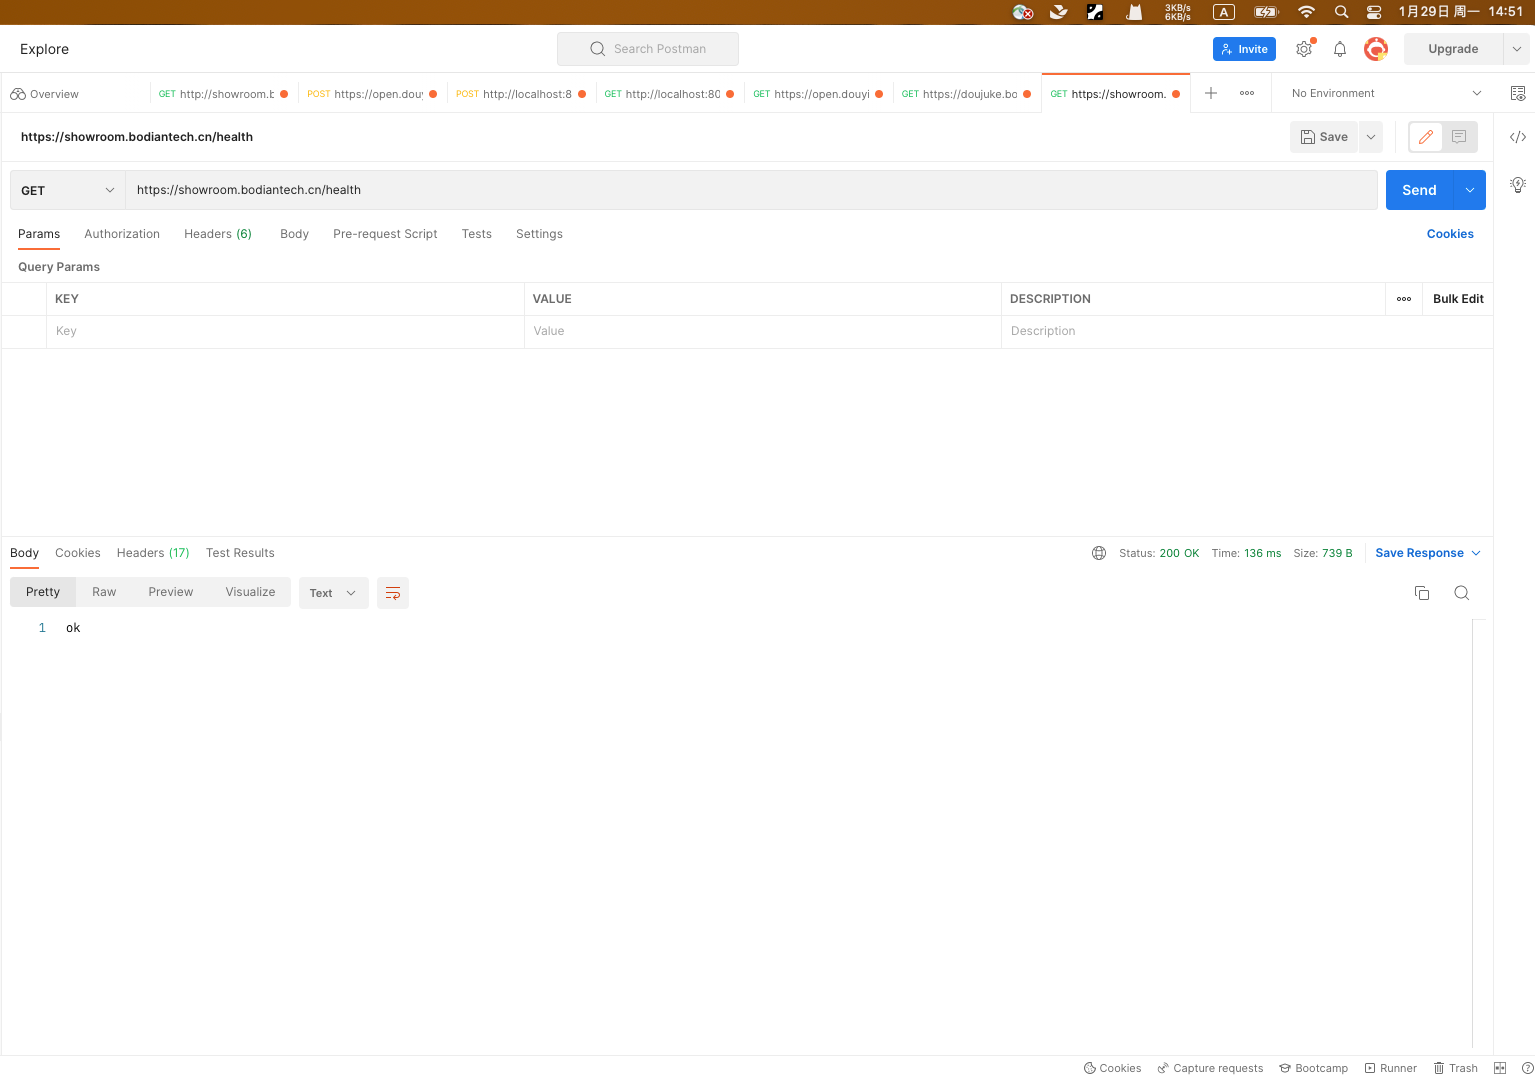 3KB/s
6KB/s
A
1月29日 周一 14:51
Explore
Search Postman
Invite
Upgrade
Overview
GET http://showroom.b
POST https://open.douy
POST http://localhost:8
GET http://localhost:80
GET https://open.douyi
GET https://doujuke.bo
GET https://showroom.
No Environment
https://showroom.bodiantech.cn/health
Save
GET
https://showroom.bodiantech.cn/health
Send
Params Authorization Headers (6) Body Pre-request Script Tests Settings
Cookies
Query Params
KEY VALUE DESCRIPTION
Bulk Edit
Key Value Description
Body Cookies Headers (17) Test Results
Status: 200 OK Time: 136 ms Size: 739 B
Save Response
Pretty Raw Preview Visualize
Text
1 ok
Cookies Capture requests Bootcamp Runner Trash